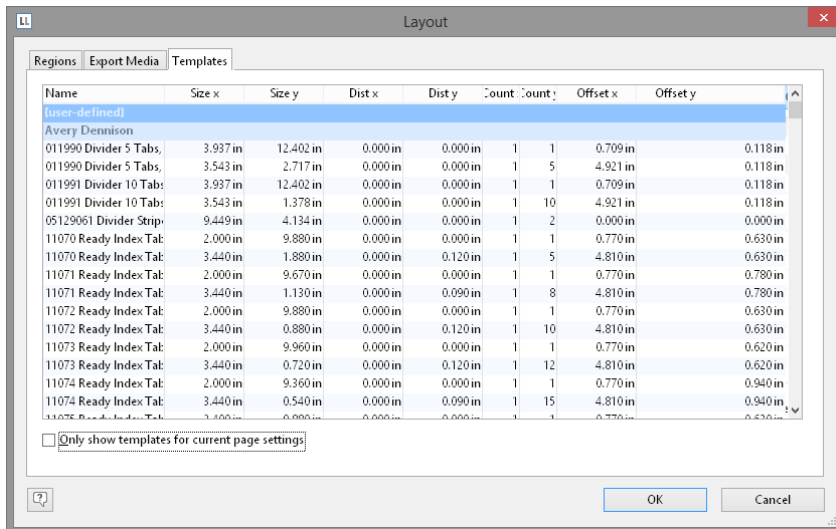 LL Layout
Regions Export Media Templates
Name Size x Size y Dist x Dist y Count Count y Offset x Offset y
(user-defined)
Avery Dennison
011990 Divider 5 Tabs, 3.937 in 12.402 in 0.000 in 0.000 in 1 1 0.709 in 0.118 in
011990 Divider 5 Tabs, 3.543 in 2.717 in 0.000 in 0.000 in 1 5 4.921 in 0.118 in
011991 Divider 10 Tabs 3.937 in 12.402 in 0.000 in 0.000 in 1 1 0.709 in 0.118 in
011991 Divider 10 Tabs 3.543 in 1.378 in 0.000 in 0.000 in 1 10 4.921 in 0.118 in
05129061 Divider Strip 9.449 in 4.134 in 0.000 in 0.000 in 1 2 0.000 in 0.000 in
11070 Ready Index Tab 2.000 in 9.880 in 0.000 in 0.000 in 1 1 0.770 in 0.630 in
11070 Ready Index Tab 3.440 in 1.880 in 0.000 in 0.120 in 1 5 4.810 in 0.630 in
11071 Ready Index Tab 2.000 in 9.670 in 0.000 in 0.000 in 1 1 0.770 in 0.780 in
11071 Ready Index Tab 3.440 in 1.130 in 0.000 in 0.090 in 1 8 4.810 in 0.780 in
11072 Ready Index Tab 2.000 in 9.880 in 0.000 in 0.000 in 1 1 0.770 in 0.630 in
11072 Ready Index Tab 3.440 in 0.880 in 0.000 in 0.120 in 1 10 4.810 in 0.630 in
11073 Ready Index Tab 2.000 in 9.960 in 0.000 in 0.000 in 1 1 0.770 in 0.620 in
11073 Ready Index Tab 3.440 in 0.720 in 0.000 in 0.120 in 1 12 4.810 in 0.620 in
11074 Ready Index Tab 2.000 in 9.360 in 0.000 in 0.000 in 1 1 0.770 in 0.940 in
11074 Ready Index Tab 3.440 in 0.540 in 0.000 in 0.090 in 1 15 4.810 in 0.940 in
Only show templates for current page settings
OK Cancel